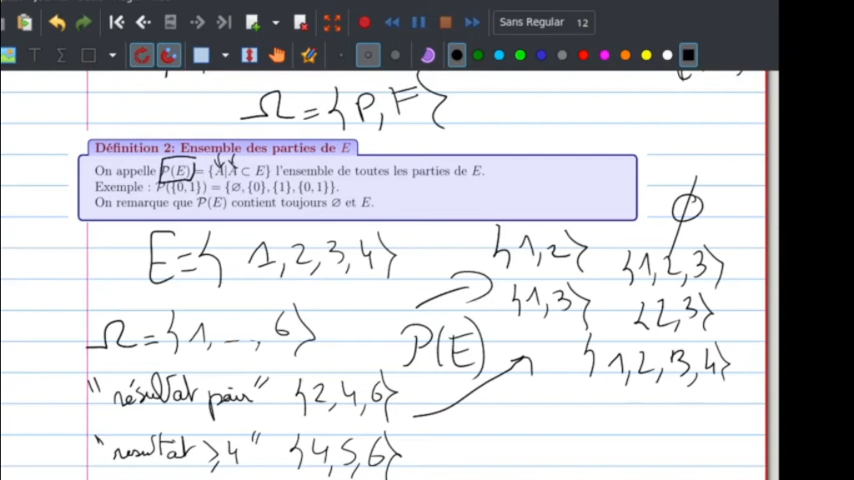 Sans Regular 12
Ω = {P, F}
Définition 2: Ensemble des parties de E
On appelle P(E) = {A|A ⊂ E} l'ensemble de toutes les parties de E.
Exemple : P({0,1}) = {∅, {0}, {1}, {0,1}}.
On remarque que P(E) contient toujours ∅ et E.
∅
E = { 1, 2, 3, 4}
{1, 2}
{1, 2, 3}
{1, 3}
{2, 3}
Ω = {1, ..., 6}
P(E)
{1, 2, 3, 4}
"résultat pair" {2, 4, 6}
"resultat ⩾ 4" {4, 5, 6}